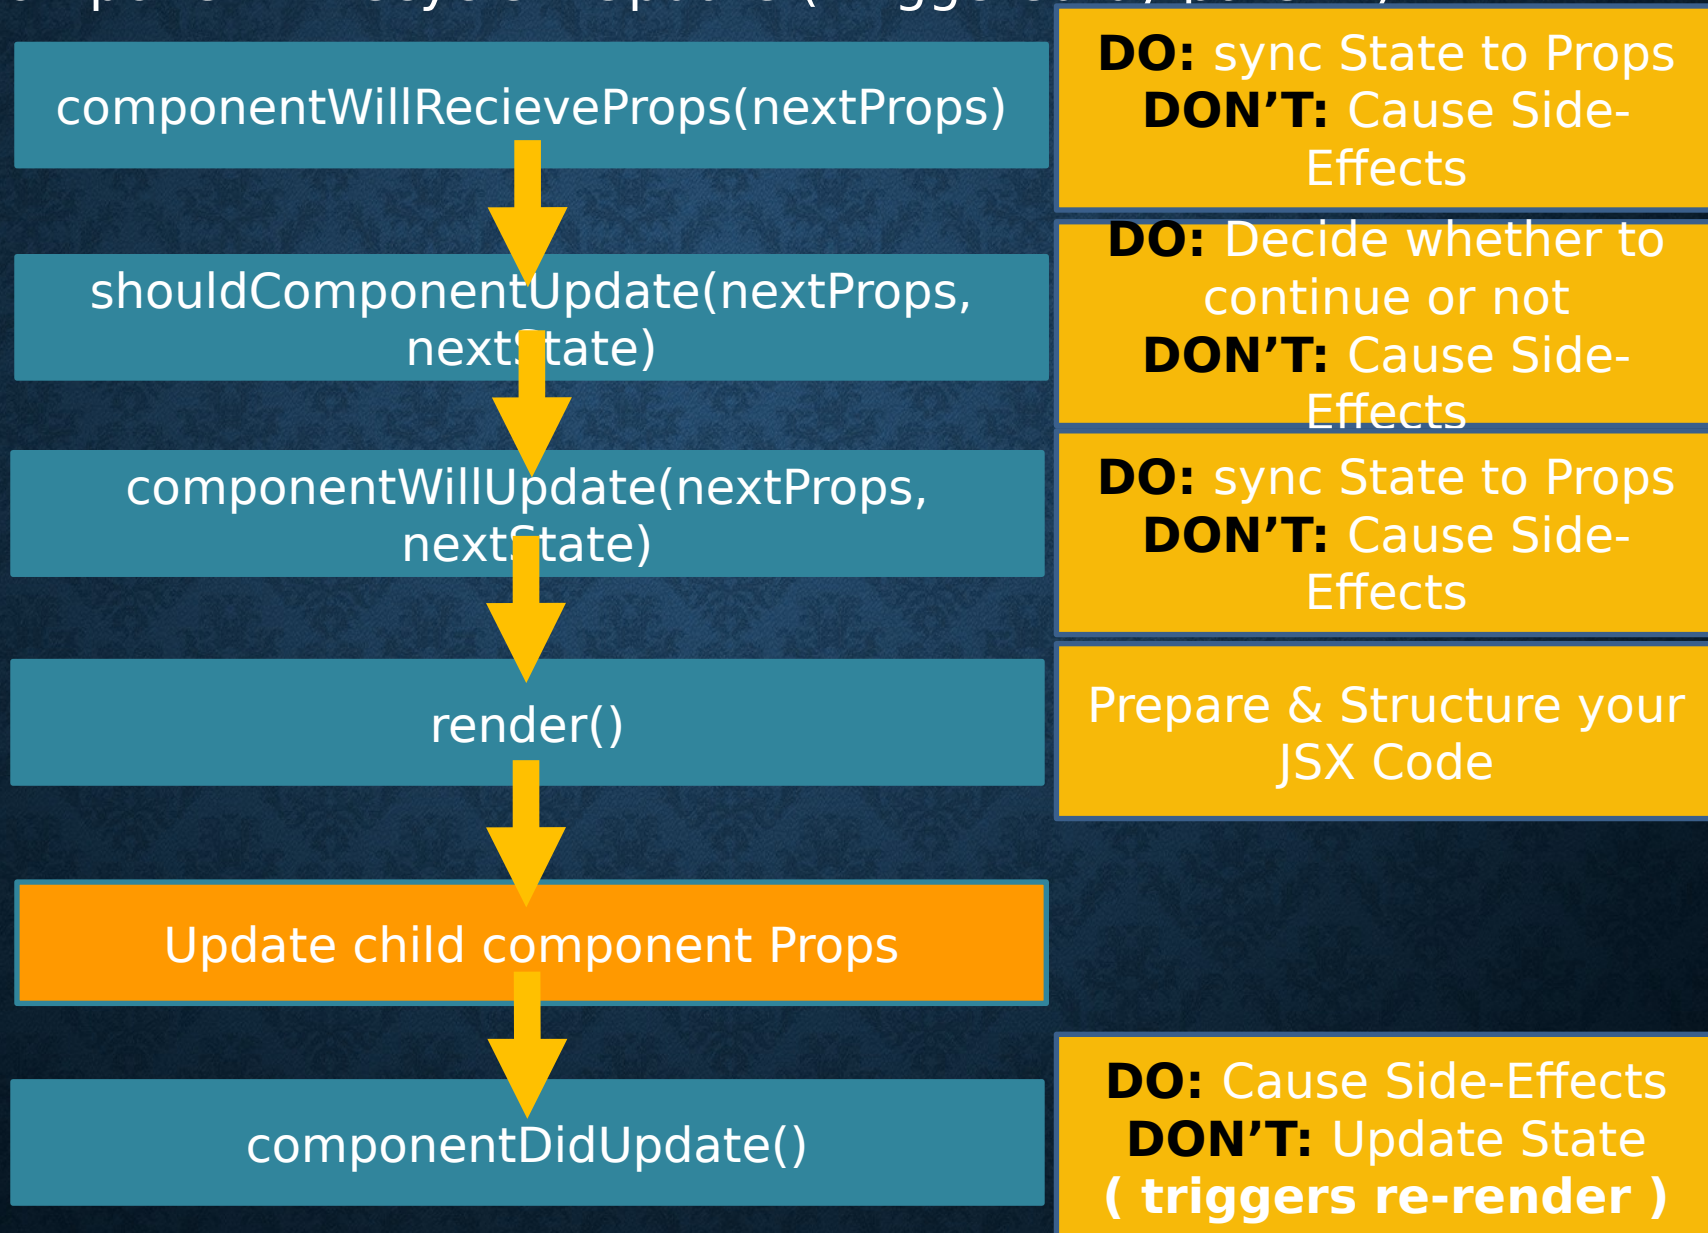 componentWillRecieveProps(nextProps)
DO: sync State to Props
DON’T: Cause Side-
Effects
shouldComponentUpdate(nextProps,
nextState)
DO: Decide whether to
continue or not
DON’T: Cause Side-
Effects
componentWillUpdate(nextProps,
nextState)
DO: sync State to Props
DON’T: Cause Side-
Effects
render()
Prepare & Structure your
JSX Code
Update child component Props
componentDidUpdate()
DO: Cause Side-Effects
DON’T: Update State
( triggers re-render )